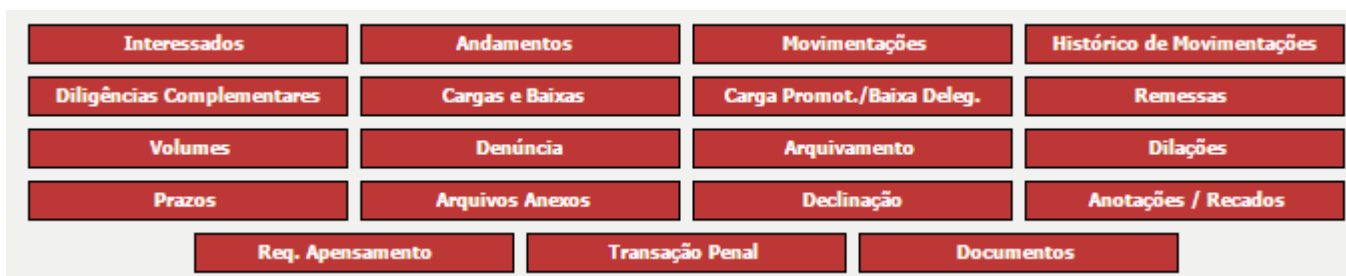 Interessados
Andamentos
Movimentações
Histórico de Movimentações
Diligências Complementares
Cargas e Baixas
Carga Promot./Baixa Deleg.
Remessas
Volumes
Denúncia
Arquivamento
Dilações
Prazos
Arquivos Anexos
Declinação
Anotações / Recados
Req. Apensamento
Transação Penal
Documentos